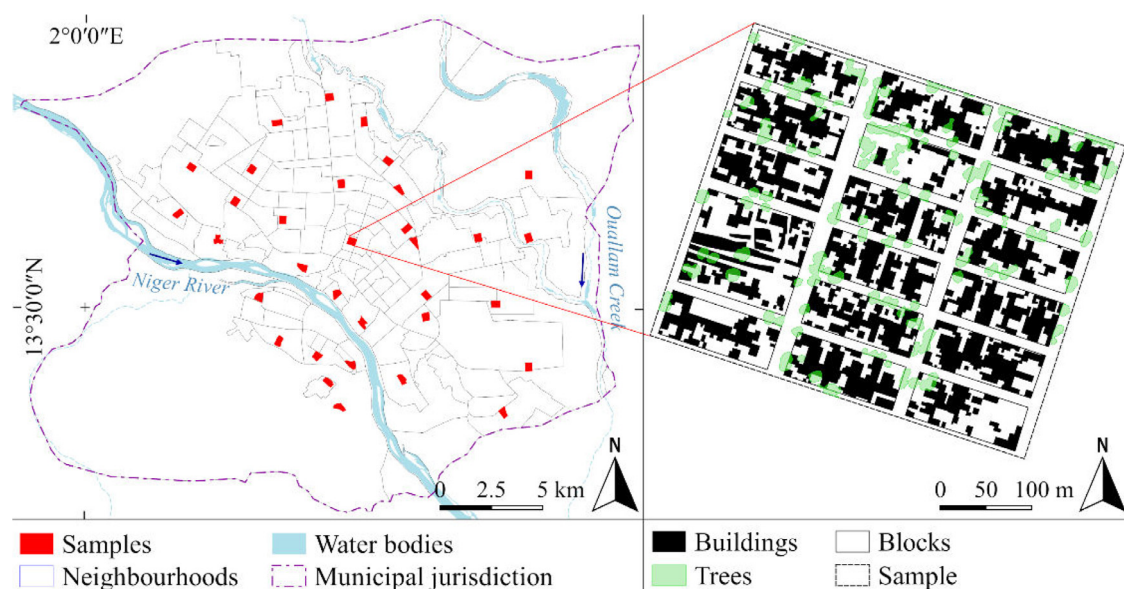 2°0′0″E
13°30′0″N
Niger River
Ouallam Creek
N
0 2.5 5 km
N
0 50 100 m
Samples
Water bodies
Neighbourhoods
Municipal jurisdiction
Buildings
Blocks
Trees
Sample